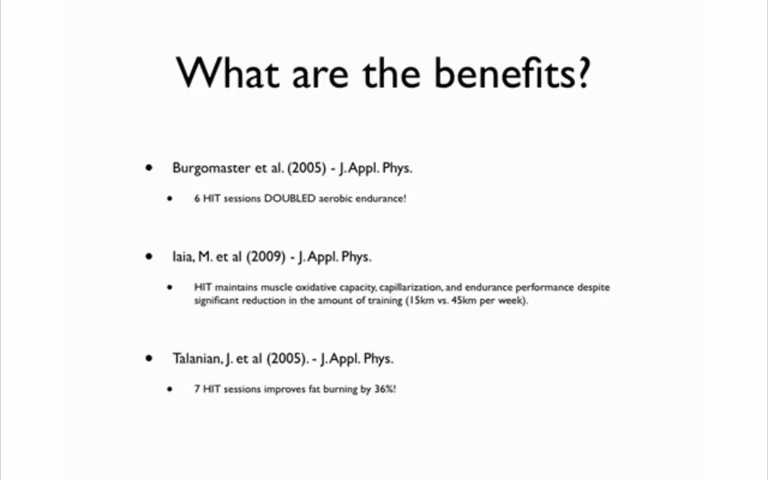 What are the benefits?
• Burgomaster et al. (2005) - J. Appl. Phys.
• 6 HIT sessions DOUBLED aerobic endurance!
• Iaia, M. et al (2009) - J. Appl. Phys.
• HIT maintains muscle oxidative capacity, capillarization, and endurance performance despite
significant reduction in the amount of training (15km vs. 45km per week).
• Talanian, J. et al (2005). - J. Appl. Phys.
• 7 HIT sessions improves fat burning by 36%!